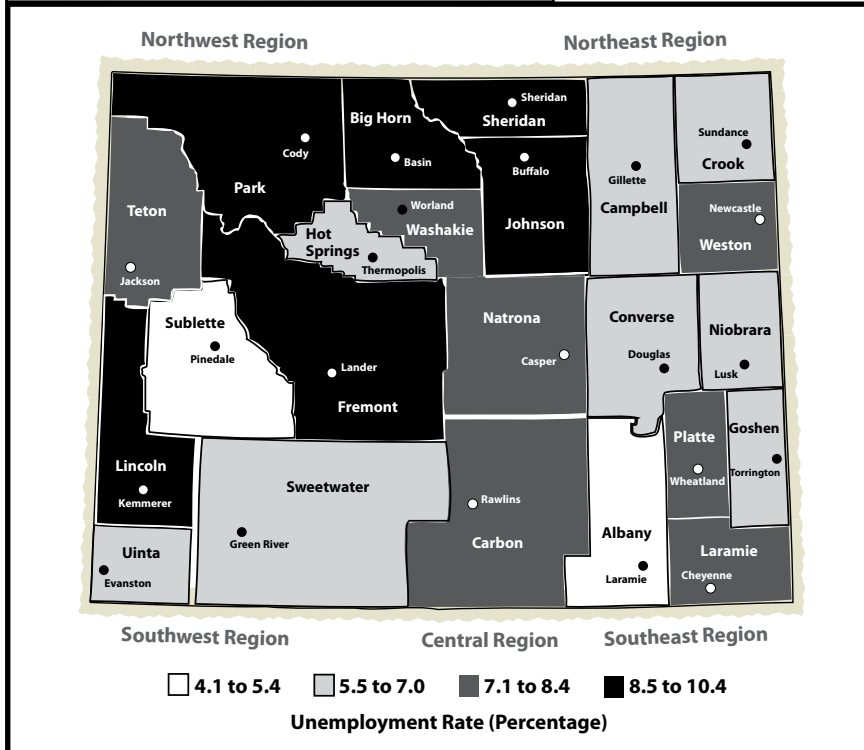 Northwest Region
Northeast Region
Sheridan
Sheridan
Big Horn
Basin
Cody
Park
Buffalo
Johnson
Gillette
Campbell
Sundance
Crook
Newcastle
Weston
Teton
Jackson
Worland
Washakie
Hot
Springs
Thermopolis
Sublette
Pinedale
Lander
Fremont
Natrona
Casper
Converse
Douglas
Niobrara
Lusk
Lincoln
Kemmerer
Sweetwater
Green River
Rawlins
Carbon
Platte
Wheatland
Goshen
Torrington
Uinta
Evanston
Albany
Laramie
Laramie
Cheyenne
Southwest Region
Central Region
Southeast Region
4.1 to 5.4
5.5 to 7.0
7.1 to 8.4
8.5 to 10.4
Unemployment Rate (Percentage)